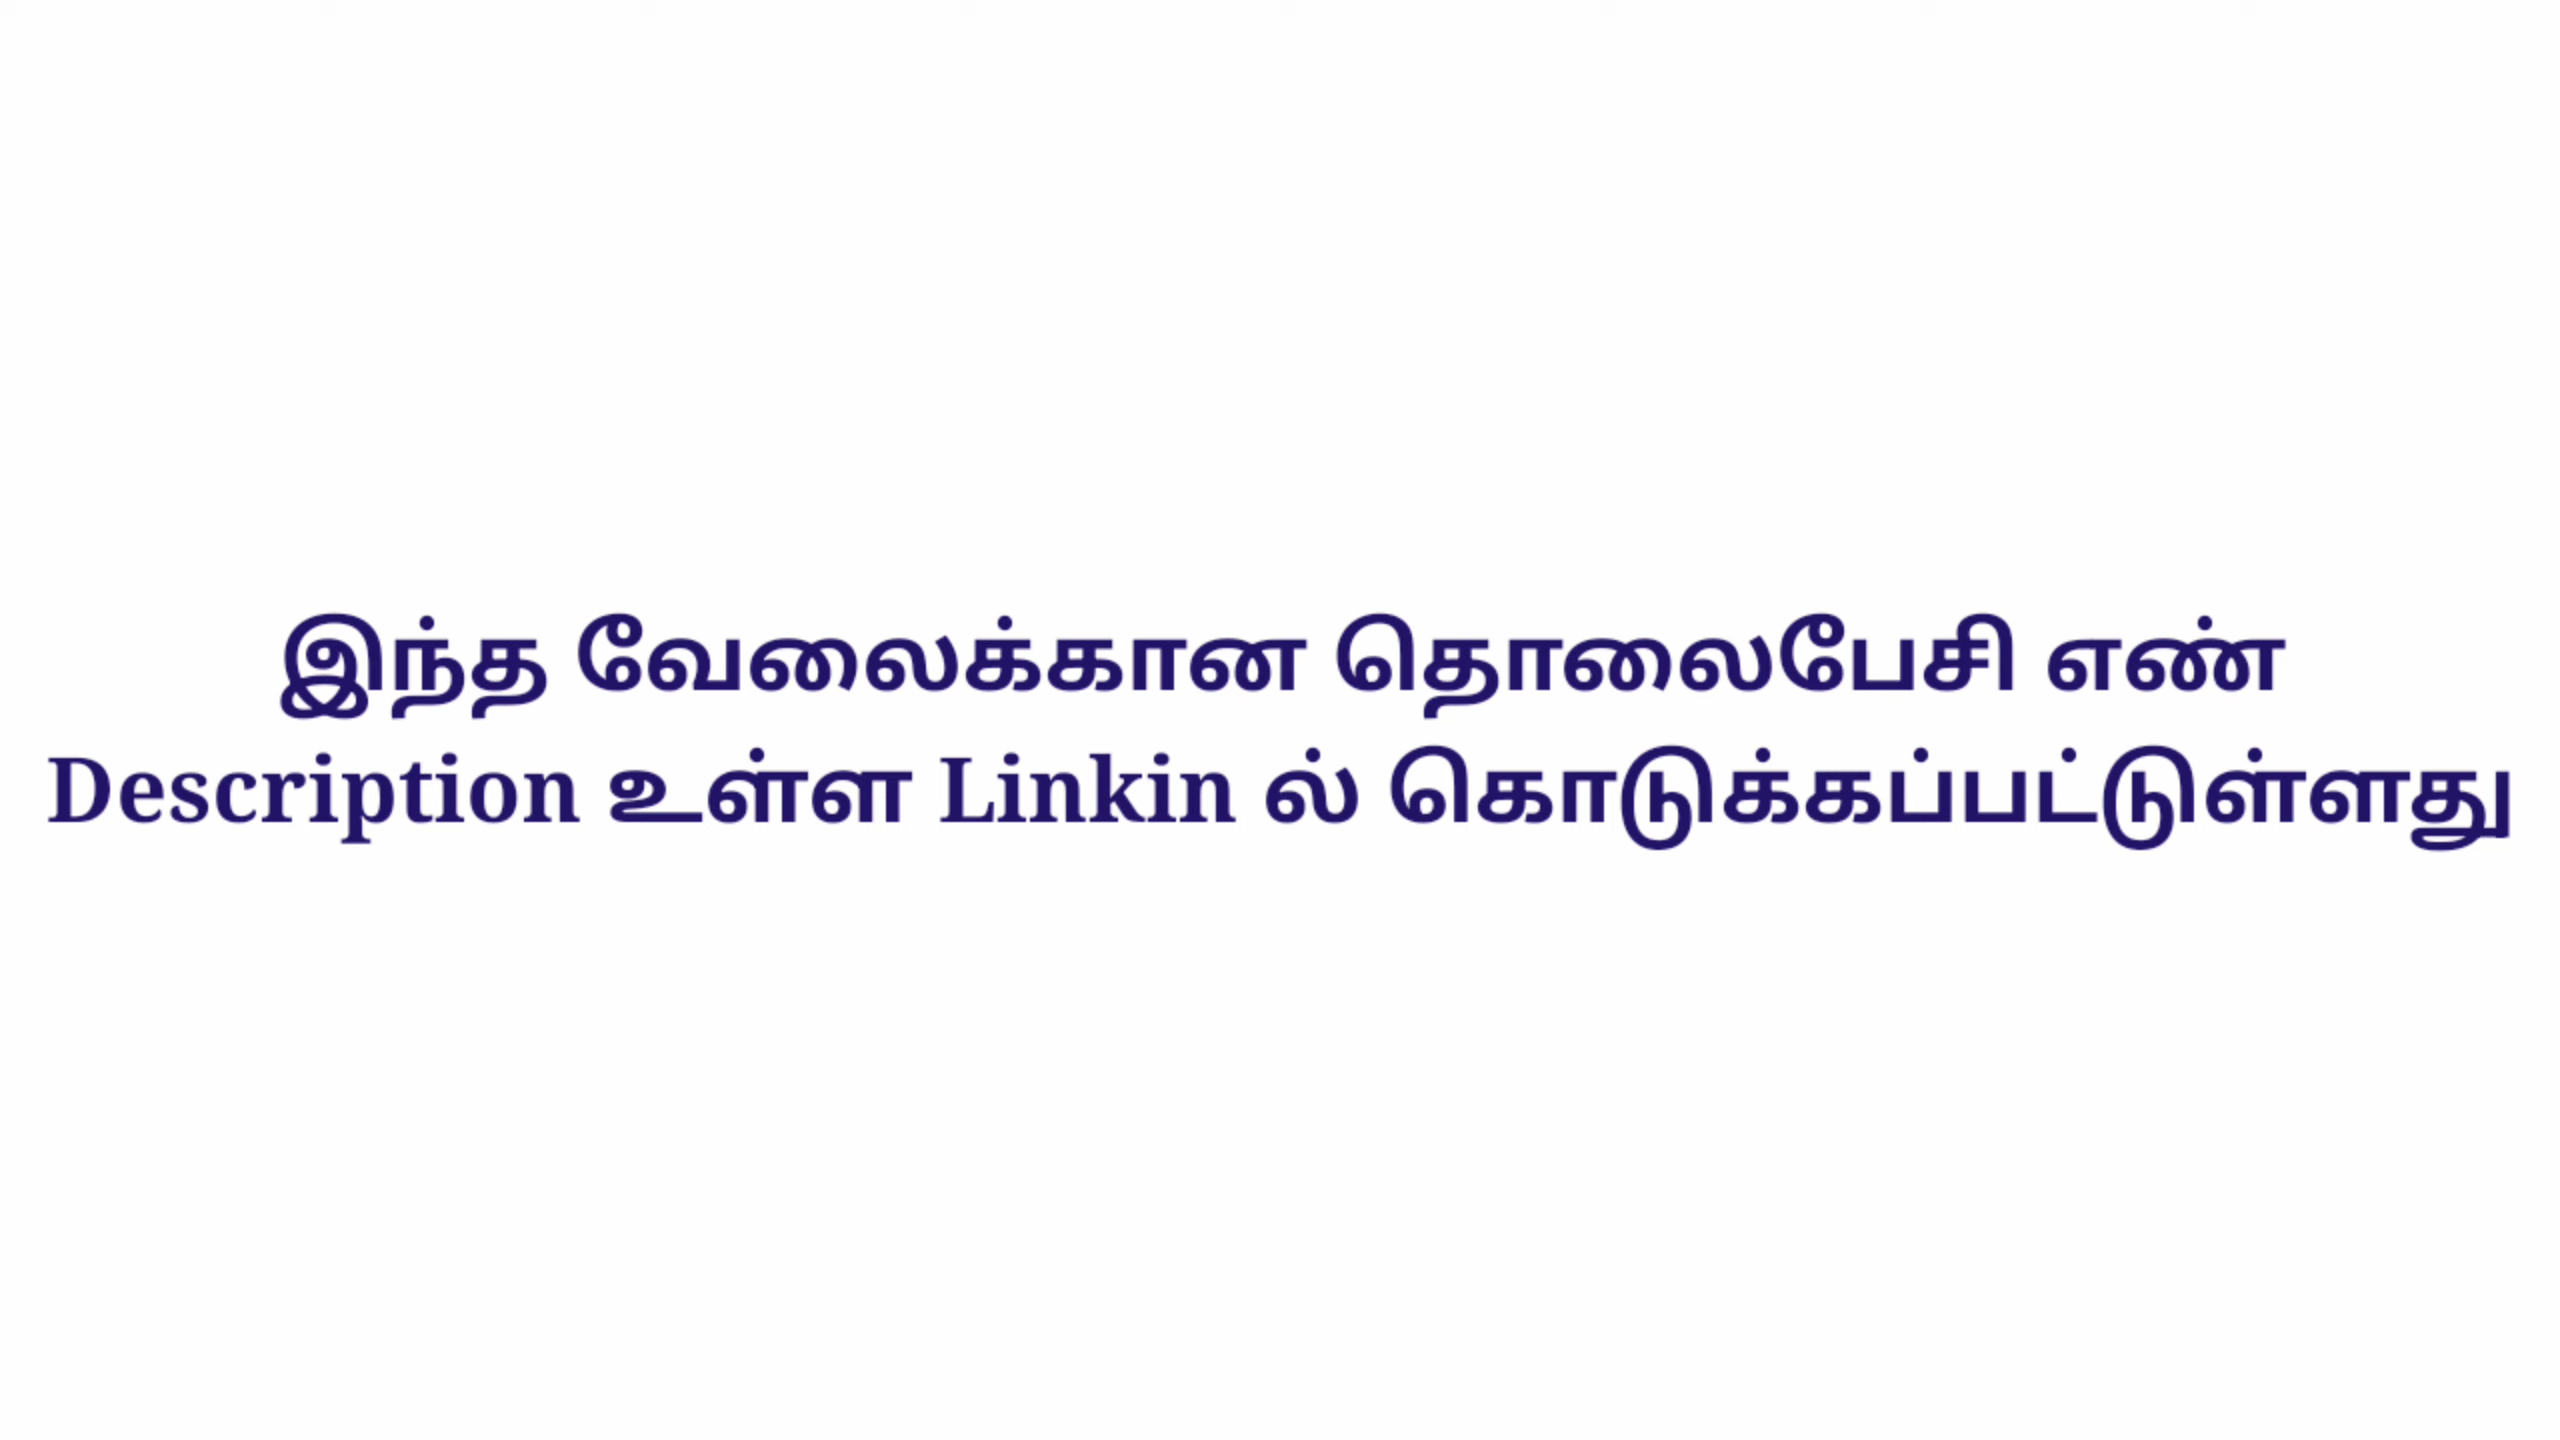 இந்த வேலைக்கான தொலைபேசி எண்
Description உள்ள Linkin ல் கொடுக்கப்பட்டுள்ளது